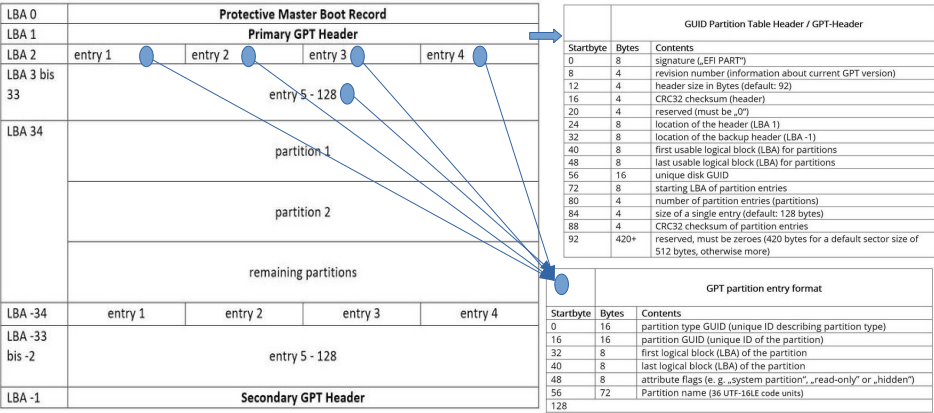 LBA 0 Protective Master Boot Record
LBA 1 Primary GPT Header
LBA 2 entry 1 entry 2 entry 3 entry 4
LBA 3 bis
33
entry 5 - 128
LBA 34
partition 1
partition 2
remaining partitions
LBA -34 entry 1 entry 2 entry 3 entry 4
LBA -33
bis -2
entry 5 - 128
LBA -1 Secondary GPT Header
GUID Partition Table Header / GPT-Header
Startbyte Bytes Contents
0 8 signature („EFI PART")
8 4 revision number (information about current GPT version)
12 4 header size in Bytes (default: 92)
16 4 CRC32 checksum (header)
20 4 reserved (must be „0")
24 8 location of the header (LBA 1)
32 8 location of the backup header (LBA -1)
40 8 first usable logical block (LBA) for partitions
48 8 last usable logical block (LBA) for partitions
56 16 unique disk GUID
72 8 starting LBA of partition entries
80 4 number of partition entries (partitions)
84 4 size of a single entry (default: 128 bytes)
88 4 CRC32 checksum of partition entries
92 420+ reserved, must be zeroes (420 bytes for a default sector size of
512 bytes, otherwise more)
GPT partition entry format
Startbyte Bytes Contents
0 16 partition type GUID (unique ID describing partition type)
16 16 partition GUID (unique ID of the partition)
32 8 first logical block (LBA) of the partition
40 8 last logical block (LBA) of the partition
48 8 attribute flags (e. g. „system partition", „read-only" or „hidden")
56 72 Partition name (36 UTF-16LE code units)
128